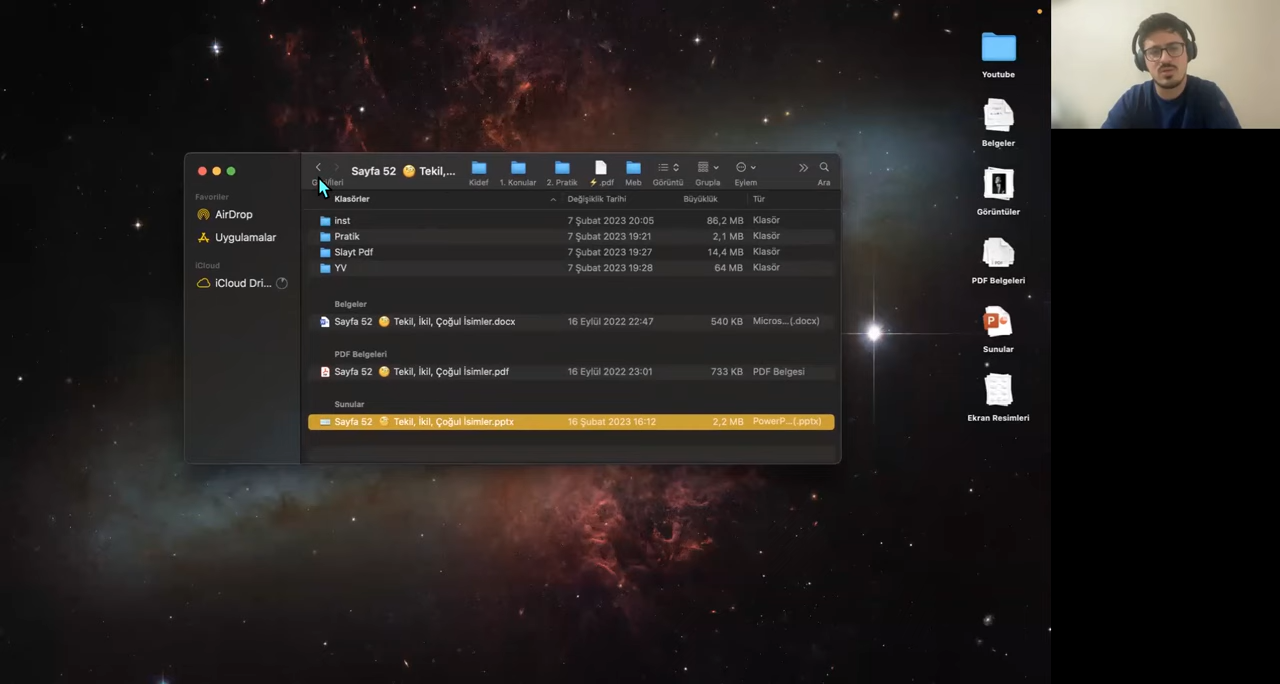 Youtube
Belgeler
Görüntüler
PDF Belgeleri
Sunular
Ekran Resimleri
Sayfa 52 🧐 Tekil,...
Kidef
1. Konular
2. Pratik
⚡.pdf
Meb
Görüntü
Grupla
Eylem
Ara
Favoriler
AirDrop
Uygulamalar
iCloud
iCloud Dri...
Klasörler Değişiklik Tarihi Büyüklük Tür
inst 7 Şubat 2023 20:05 86,2 MB Klasör
Pratik 7 Şubat 2023 19:21 2,1 MB Klasör
Slayt Pdf 7 Şubat 2023 19:27 14,4 MB Klasör
YV 7 Şubat 2023 19:28 64 MB Klasör
Belgeler
Sayfa 52 🧐 Tekil, İkil, Çoğul İsimler.docx 16 Eylül 2022 22:47 540 KB Micros...(.docx)
PDF Belgeleri
Sayfa 52 🧐 Tekil, İkil, Çoğul İsimler.pdf 16 Eylül 2022 23:01 733 KB PDF Belgesi
Sunular
Sayfa 52 🧐 Tekil, İkil, Çoğul İsimler.pptx 16 Şubat 2023 16:12 2,2 MB PowerP...(.pptx)